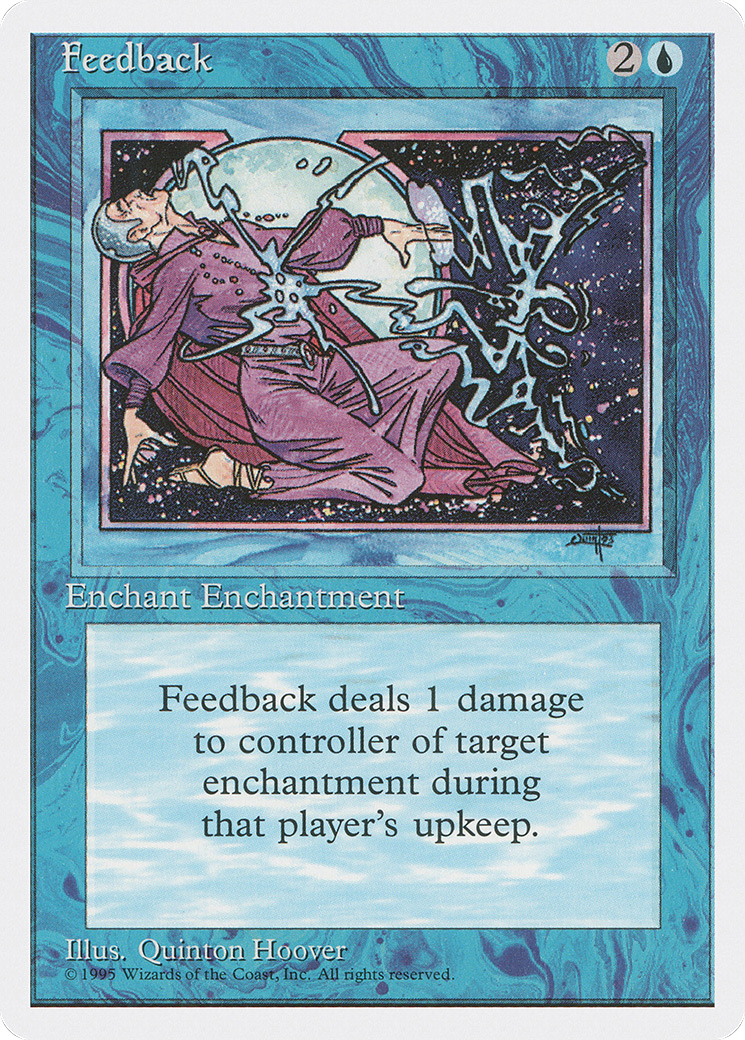 Feedback 2
Enchant Enchantment
Feedback deals 1 damage
to controller of target
enchantment during
that player's upkeep.
Illus. Quinton Hoover
© 1995 Wizards of the Coast, Inc. All rights reserved.